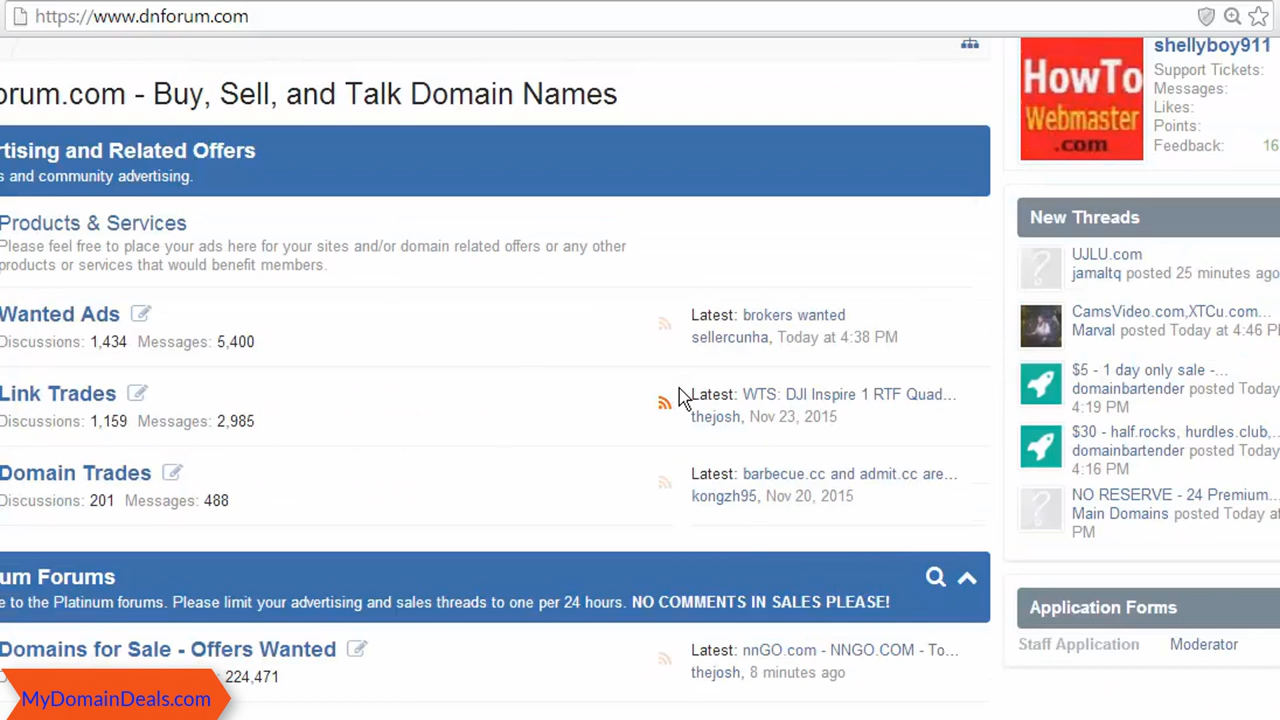 https://www.dnforum.com
orum.com - Buy, Sell, and Talk Domain Names
rtising and Related Offers
s and community advertising.
Products & Services
Please feel free to place your ads here for your sites and/or domain related offers or any other
products or services that would benefit members.
Wanted Ads
Discussions: 1,434 Messages: 5,400
Latest: brokers wanted
sellercunha, Today at 4:38 PM
Link Trades
Discussions: 1,159 Messages: 2,985
Latest: WTS: DJI Inspire 1 RTF Quad...
thejosh, Nov 23, 2015
Domain Trades
Discussions: 201 Messages: 488
Latest: barbecue.cc and admit.cc are...
kongzh95, Nov 20, 2015
um Forums
e to the Platinum forums. Please limit your advertising and sales threads to one per 24 hours. NO COMMENTS IN SALES PLEASE!
Domains for Sale - Offers Wanted
: 224,471
Latest: nnGO.com - NNGO.COM - To...
thejosh, 8 minutes ago
MyDomainDeals.com
HowTo
Webmaster
.com
shellyboy911
Support Tickets:
Messages:
Likes:
Points:
Feedback: 16
New Threads
UJLU.com
jamaltq posted 25 minutes ago
CamsVideo.com,XTCu.com...
Marval posted Today at 4:46 P
$5 - 1 day only sale -...
domainbartender posted Today
4:19 PM
$30 - half.rocks, hurdles.club,...
domainbartender posted Today
4:16 PM
NO RESERVE - 24 Premium...
Main Domains posted Today at
PM
Application Forms
Staff Application Moderator